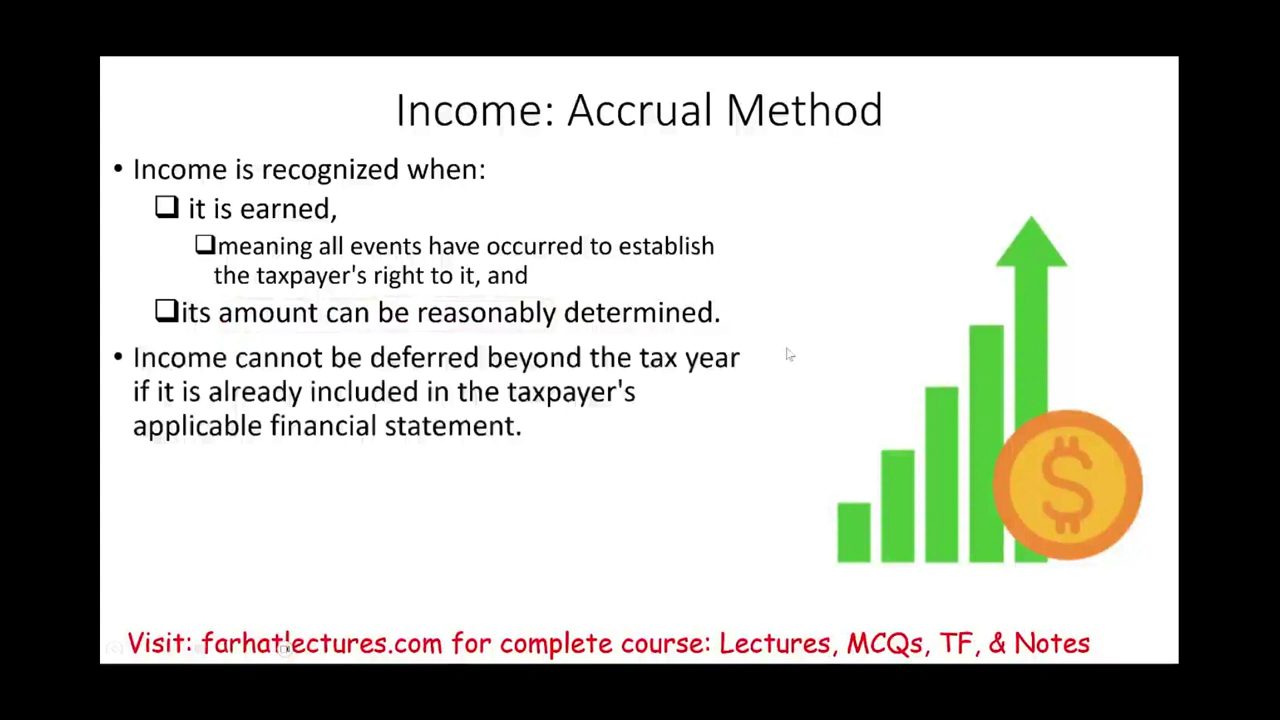 Income: Accrual Method
• Income is recognized when:
❑ it is earned,
❑meaning all events have occurred to establish
the taxpayer's right to it, and
❑its amount can be reasonably determined.
• Income cannot be deferred beyond the tax year
if it is already included in the taxpayer's
applicable financial statement.
$
Visit: farhatlectures.com for complete course: Lectures, MCQs, TF, & Notes